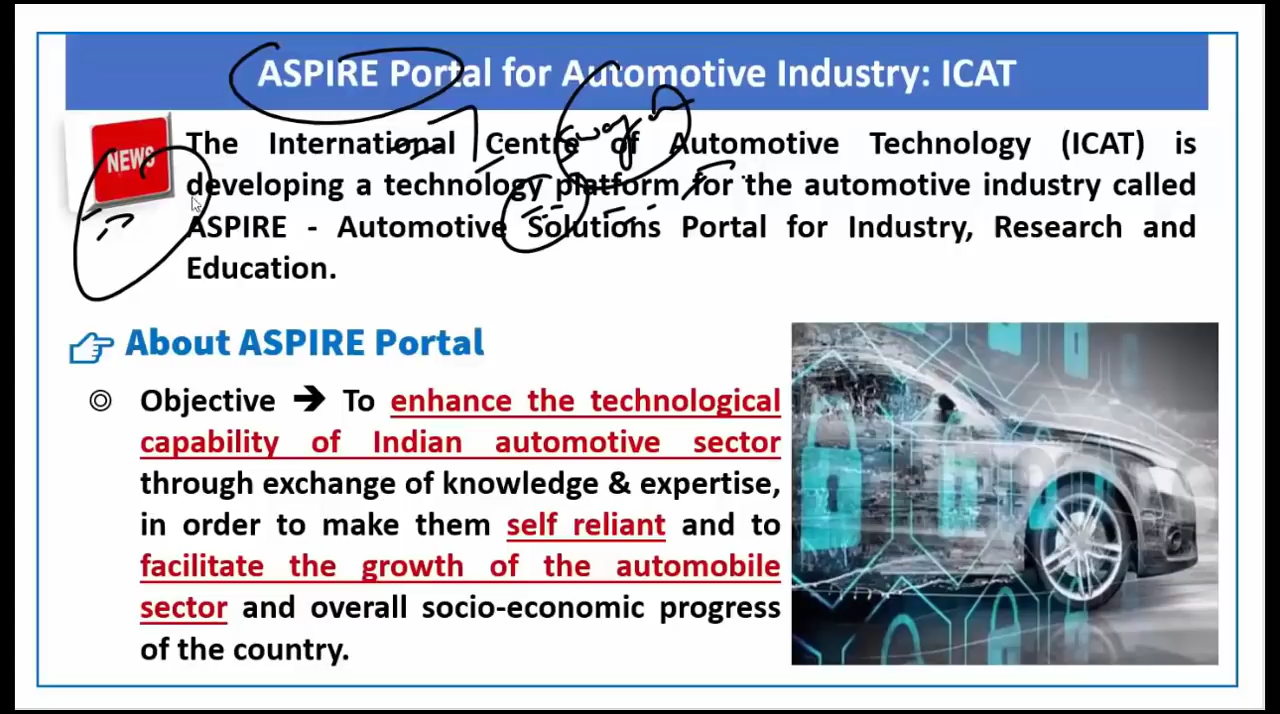 ASPIRE Portal for Automotive Industry: ICAT
NEWS
The International Centre of Automotive Technology (ICAT) is
developing a technology platform for the automotive industry called
ASPIRE - Automotive Solutions Portal for Industry, Research and
Education.
About ASPIRE Portal
Objective ➔ To enhance the technological
capability of Indian automotive sector
through exchange of knowledge & expertise,
in order to make them self reliant and to
facilitate the growth of the automobile
sector and overall socio-economic progress
of the country.